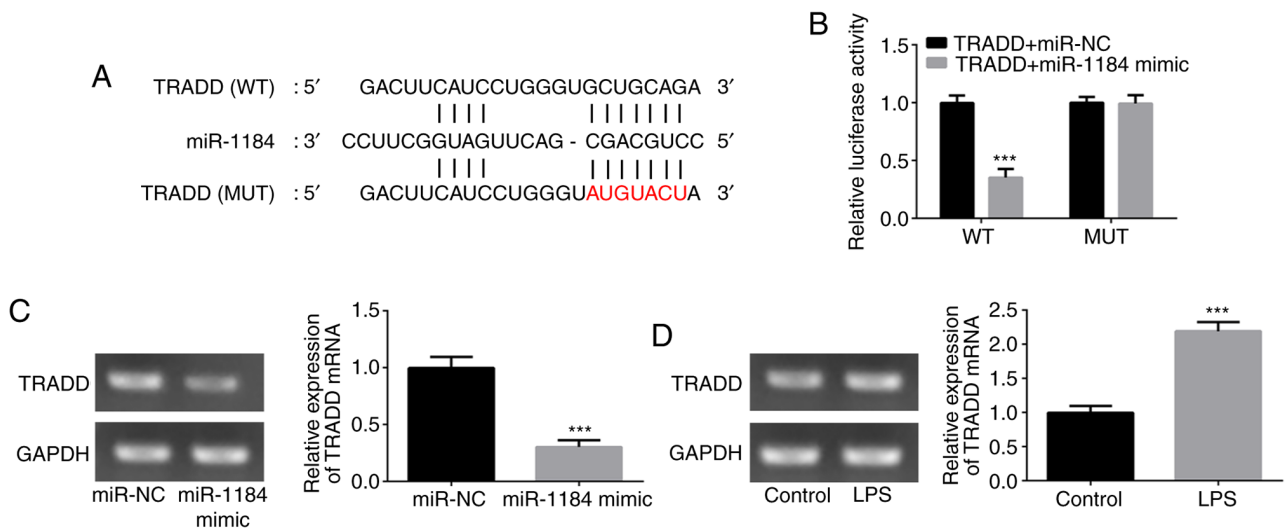 A
TRADD (WT) : 5′ GACUUCAUCCUGGGUGCUGCAGA 3′
miR-1184 : 3′ CCUUCGGUAGUUCAG - CGACGUCC 5′
TRADD (MUT) : 5′ GACUUCAUCCUGGGUAUGUACUA 3′
B
Relative luciferase activity
1.5
1.0
0.5
0.0
TRADD+miR-NC
TRADD+miR-1184 mimic
***
WT MUT
C
TRADD
GAPDH
miR-NC miR-1184
mimic
Relative expression
of TRADD mRNA
1.5
1.0
0.5
0.0
***
miR-NC miR-1184 mimic
D
TRADD
GAPDH
Control LPS
Relative expression
of TRADD mRNA
2.5
2.0
1.5
1.0
0.5
0.0
***
Control LPS